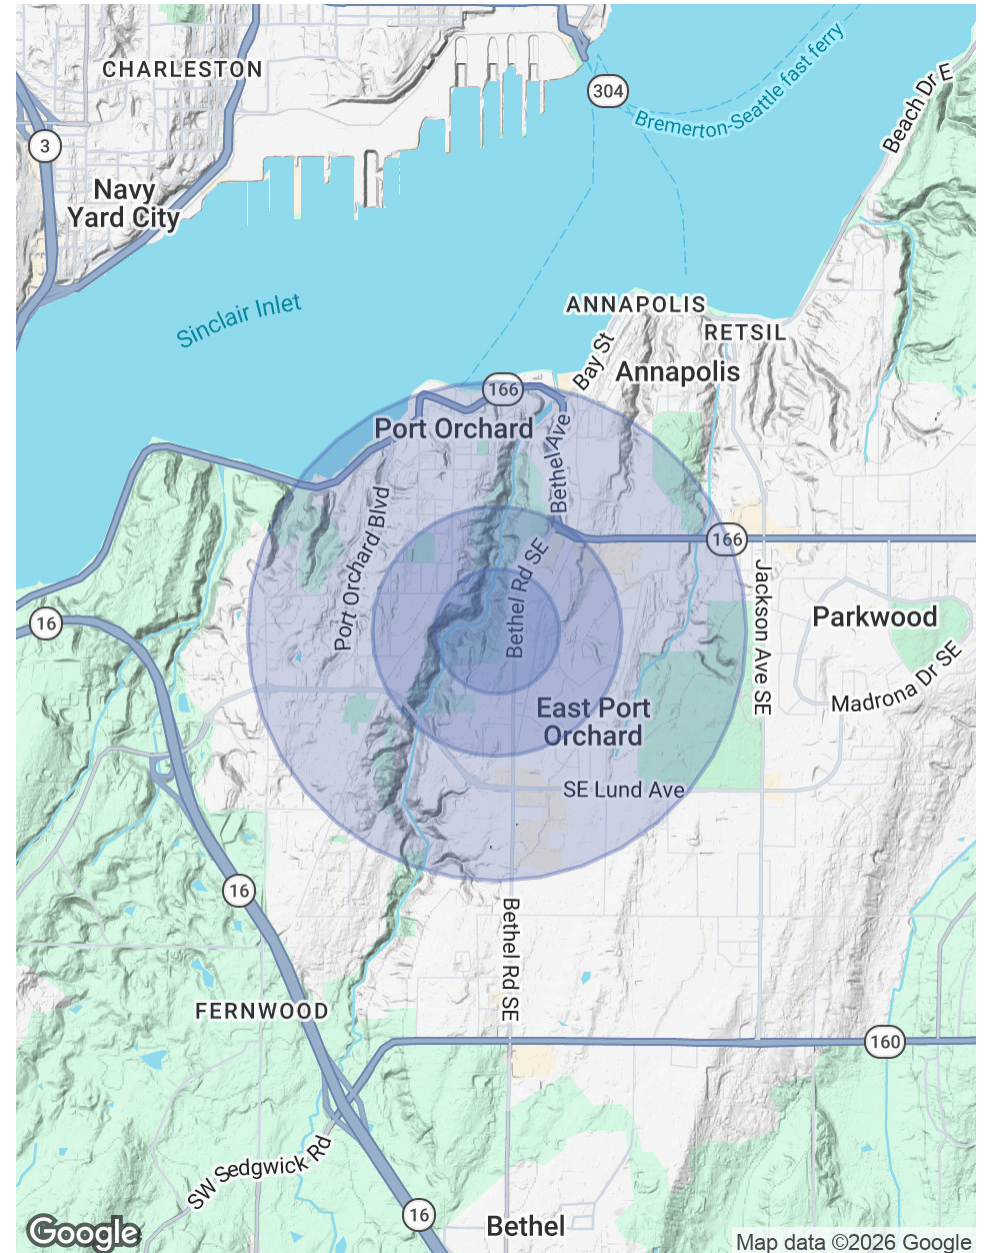 CHARLESTON
304
Bremerton-Seattle fast ferry
Beach Dr E
3
Navy
Yard City
Sinclair Inlet
ANNAPOLIS
RETSIL
Bay St
Annapolis
166
Port Orchard
Bethel Ave
Port Orchard Blvd
166
Bethel Rd SE
Jackson Ave SE
16
Parkwood
Madrona Dr SE
East Port
Orchard
SE Lund Ave
16
Bethel Rd SE
FERNWOOD
160
SW Sedgwick Rd
16
Bethel
Google
Map data ©2026 Google